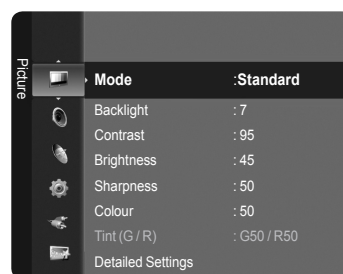 Picture
Mode :Standard
Backlight : 7
Contrast : 95
Brightness : 45
Sharpness : 50
Colour : 50
Tint (G / R) : G50 / R50
Detailed Settings